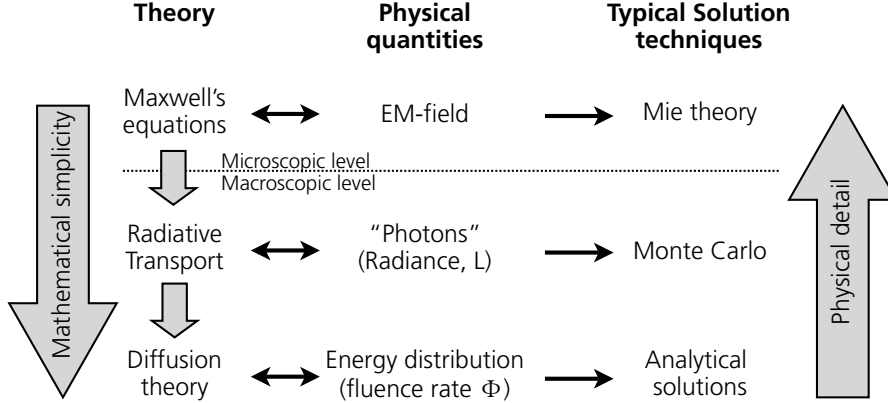 Theory
Physical
quantities
Typical Solution
techniques
Maxwell's
equations
EM-field
Mie theory
Microscopic level
Macroscopic level
Radiative
Transport
“Photons”
(Radiance, L)
Monte Carlo
Diffusion
theory
Energy distribution
(fluence rate Φ)
Analytical
solutions
Mathematical simplicity
Physical detail